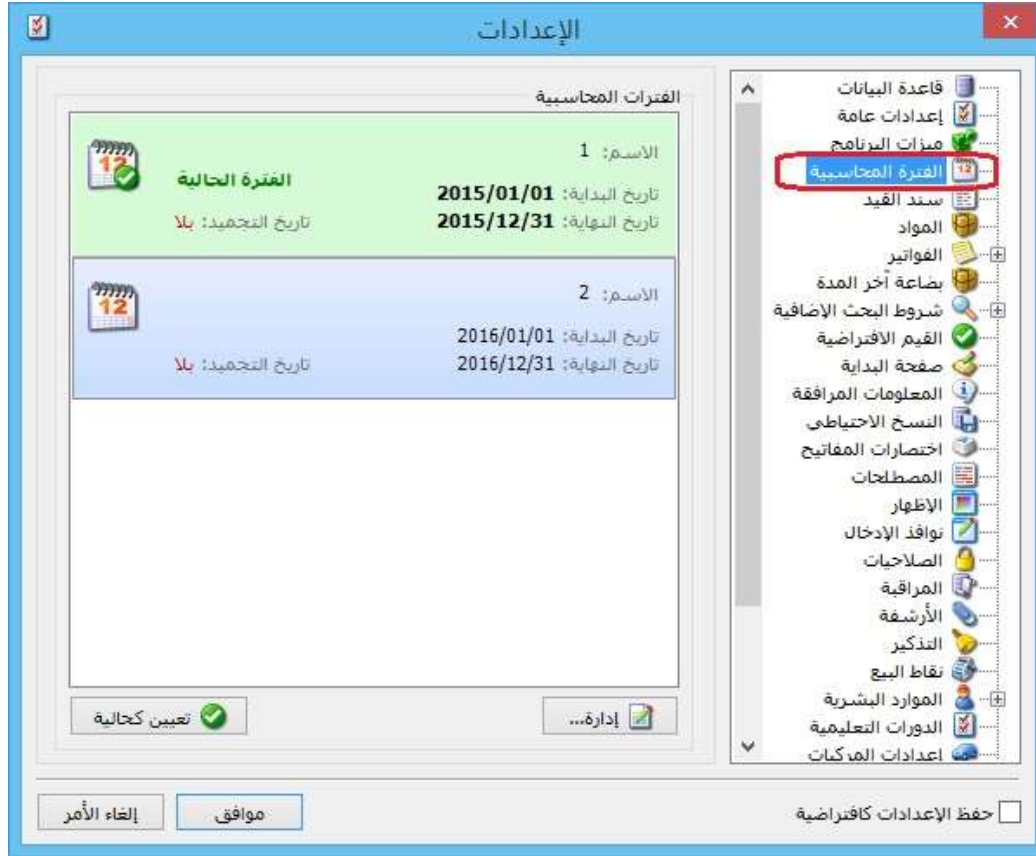 الإعدادات
قاعدة البيانات
إعدادات عامة
ميزات البرنامج
الفترة المحاسبية
سند القيد
المواد
الفواتير
بضاعة آخر المدة
شروط البحث الإضافية
القيم الافتراضية
صفحة البداية
المعلومات المرافقة
النسخ الاحتياطي
اختصارات المفاتيح
المصطلحات
الإظهار
نوافذ الإدخال
الصلاحيات
المراقبة
الأرشفة
التذكير
نقاط البيع
الموارد البشرية
الدورات التعليمية
إعدادات المركبات
الفترات المحاسبية
الاسم: 1
الفترة الحالية
تاريخ البداية: 2015/01/01
تاريخ النهاية: 2015/12/31 تاريخ التجميد: بلا
الاسم: 2
تاريخ البداية: 2016/01/01
تاريخ النهاية: 2016/12/31 تاريخ التجميد: بلا
إدارة... تعيين كحالية
حفظ الإعدادات كافتراضية موافق إلغاء الأمر